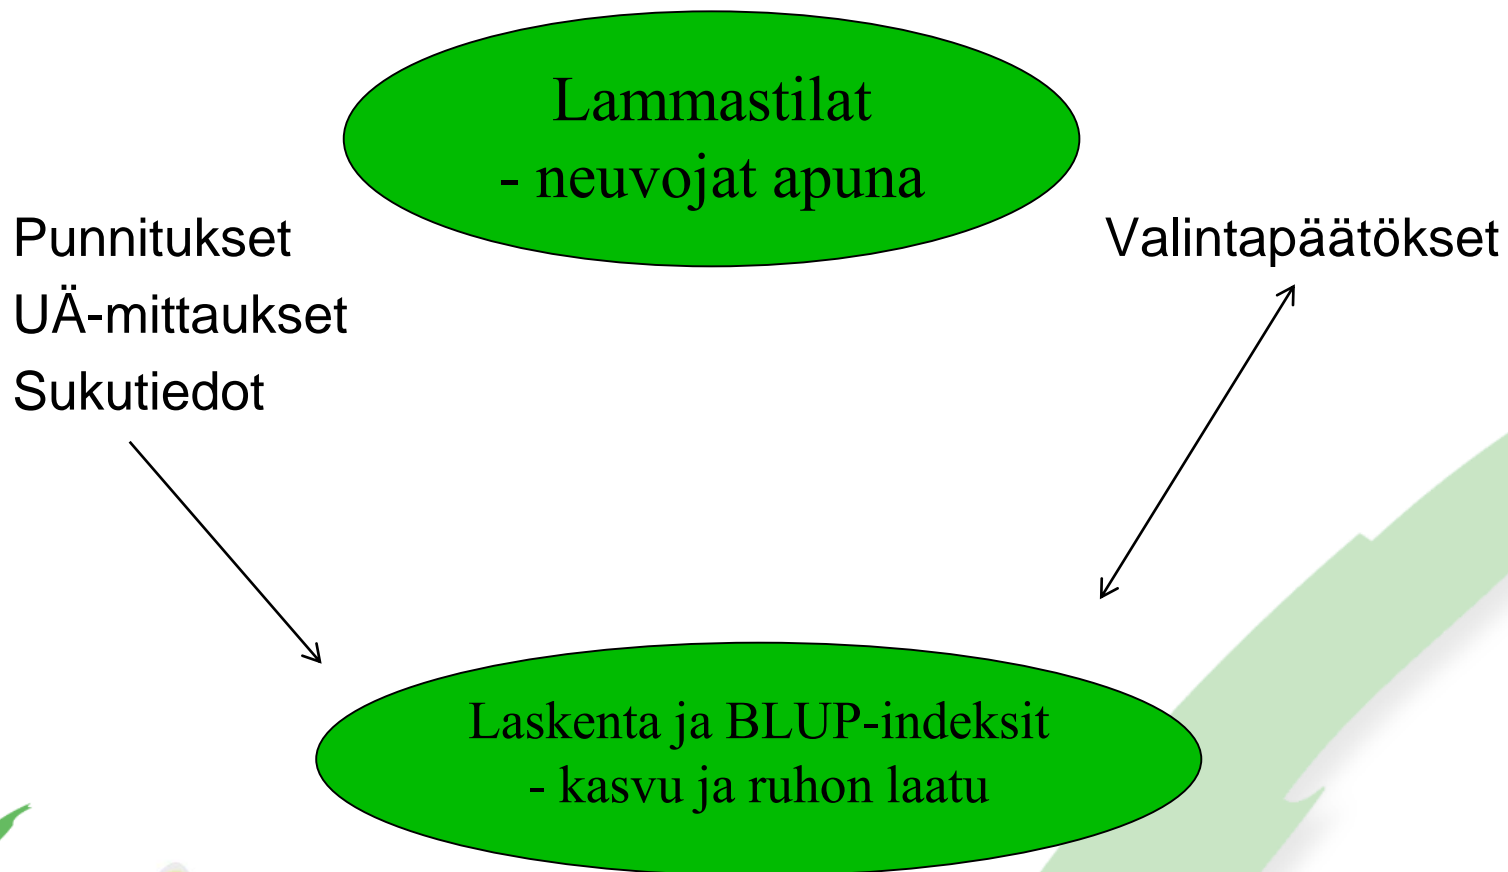 Lammastilat
- neuvojat apuna
Punnitukset
UÄ-mittaukset
Sukutiedot
Valintapäätökset
Laskenta ja BLUP-indeksit
- kasvu ja ruhon laatu